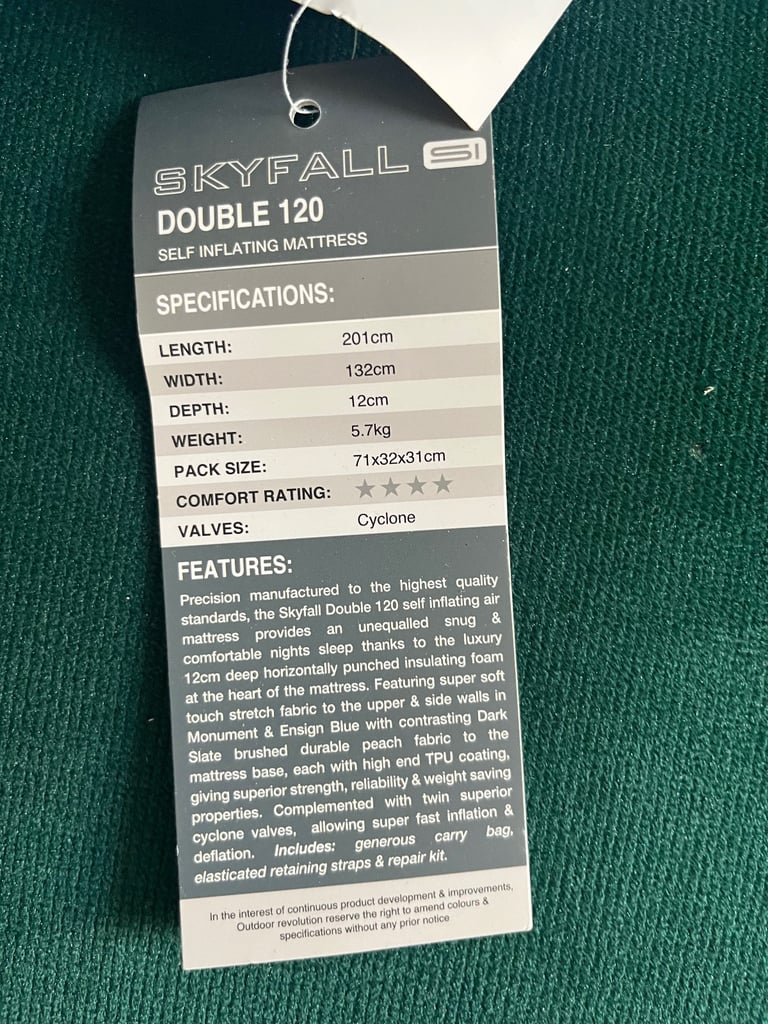 SKYFALL SI
DOUBLE 120
SELF INFLATING MATTRESS
SPECIFICATIONS:
LENGTH: 201cm
WIDTH: 132cm
DEPTH: 12cm
WEIGHT: 5.7kg
PACK SIZE: 71x32x31cm
COMFORT RATING: ★★★★
VALVES: Cyclone
FEATURES:
Precision manufactured to the highest quality
standards, the Skyfall Double 120 self inflating air
mattress provides an unequalled snug &
comfortable nights sleep thanks to the luxury
12cm deep horizontally punched insulating foam
at the heart of the mattress. Featuring super soft
touch stretch fabric to the upper & side walls in
Monument & Ensign Blue with contrasting Dark
Slate brushed durable peach fabric to the
mattress base, each with high end TPU coating,
giving superior strength, reliability & weight saving
properties. Complemented with twin superior
cyclone valves, allowing super fast inflation &
deflation. Includes: generous carry bag,
elasticated retaining straps & repair kit.
In the interest of continuous product development & improvements,
Outdoor revolution reserve the right to amend colours &
specifications without any prior notice